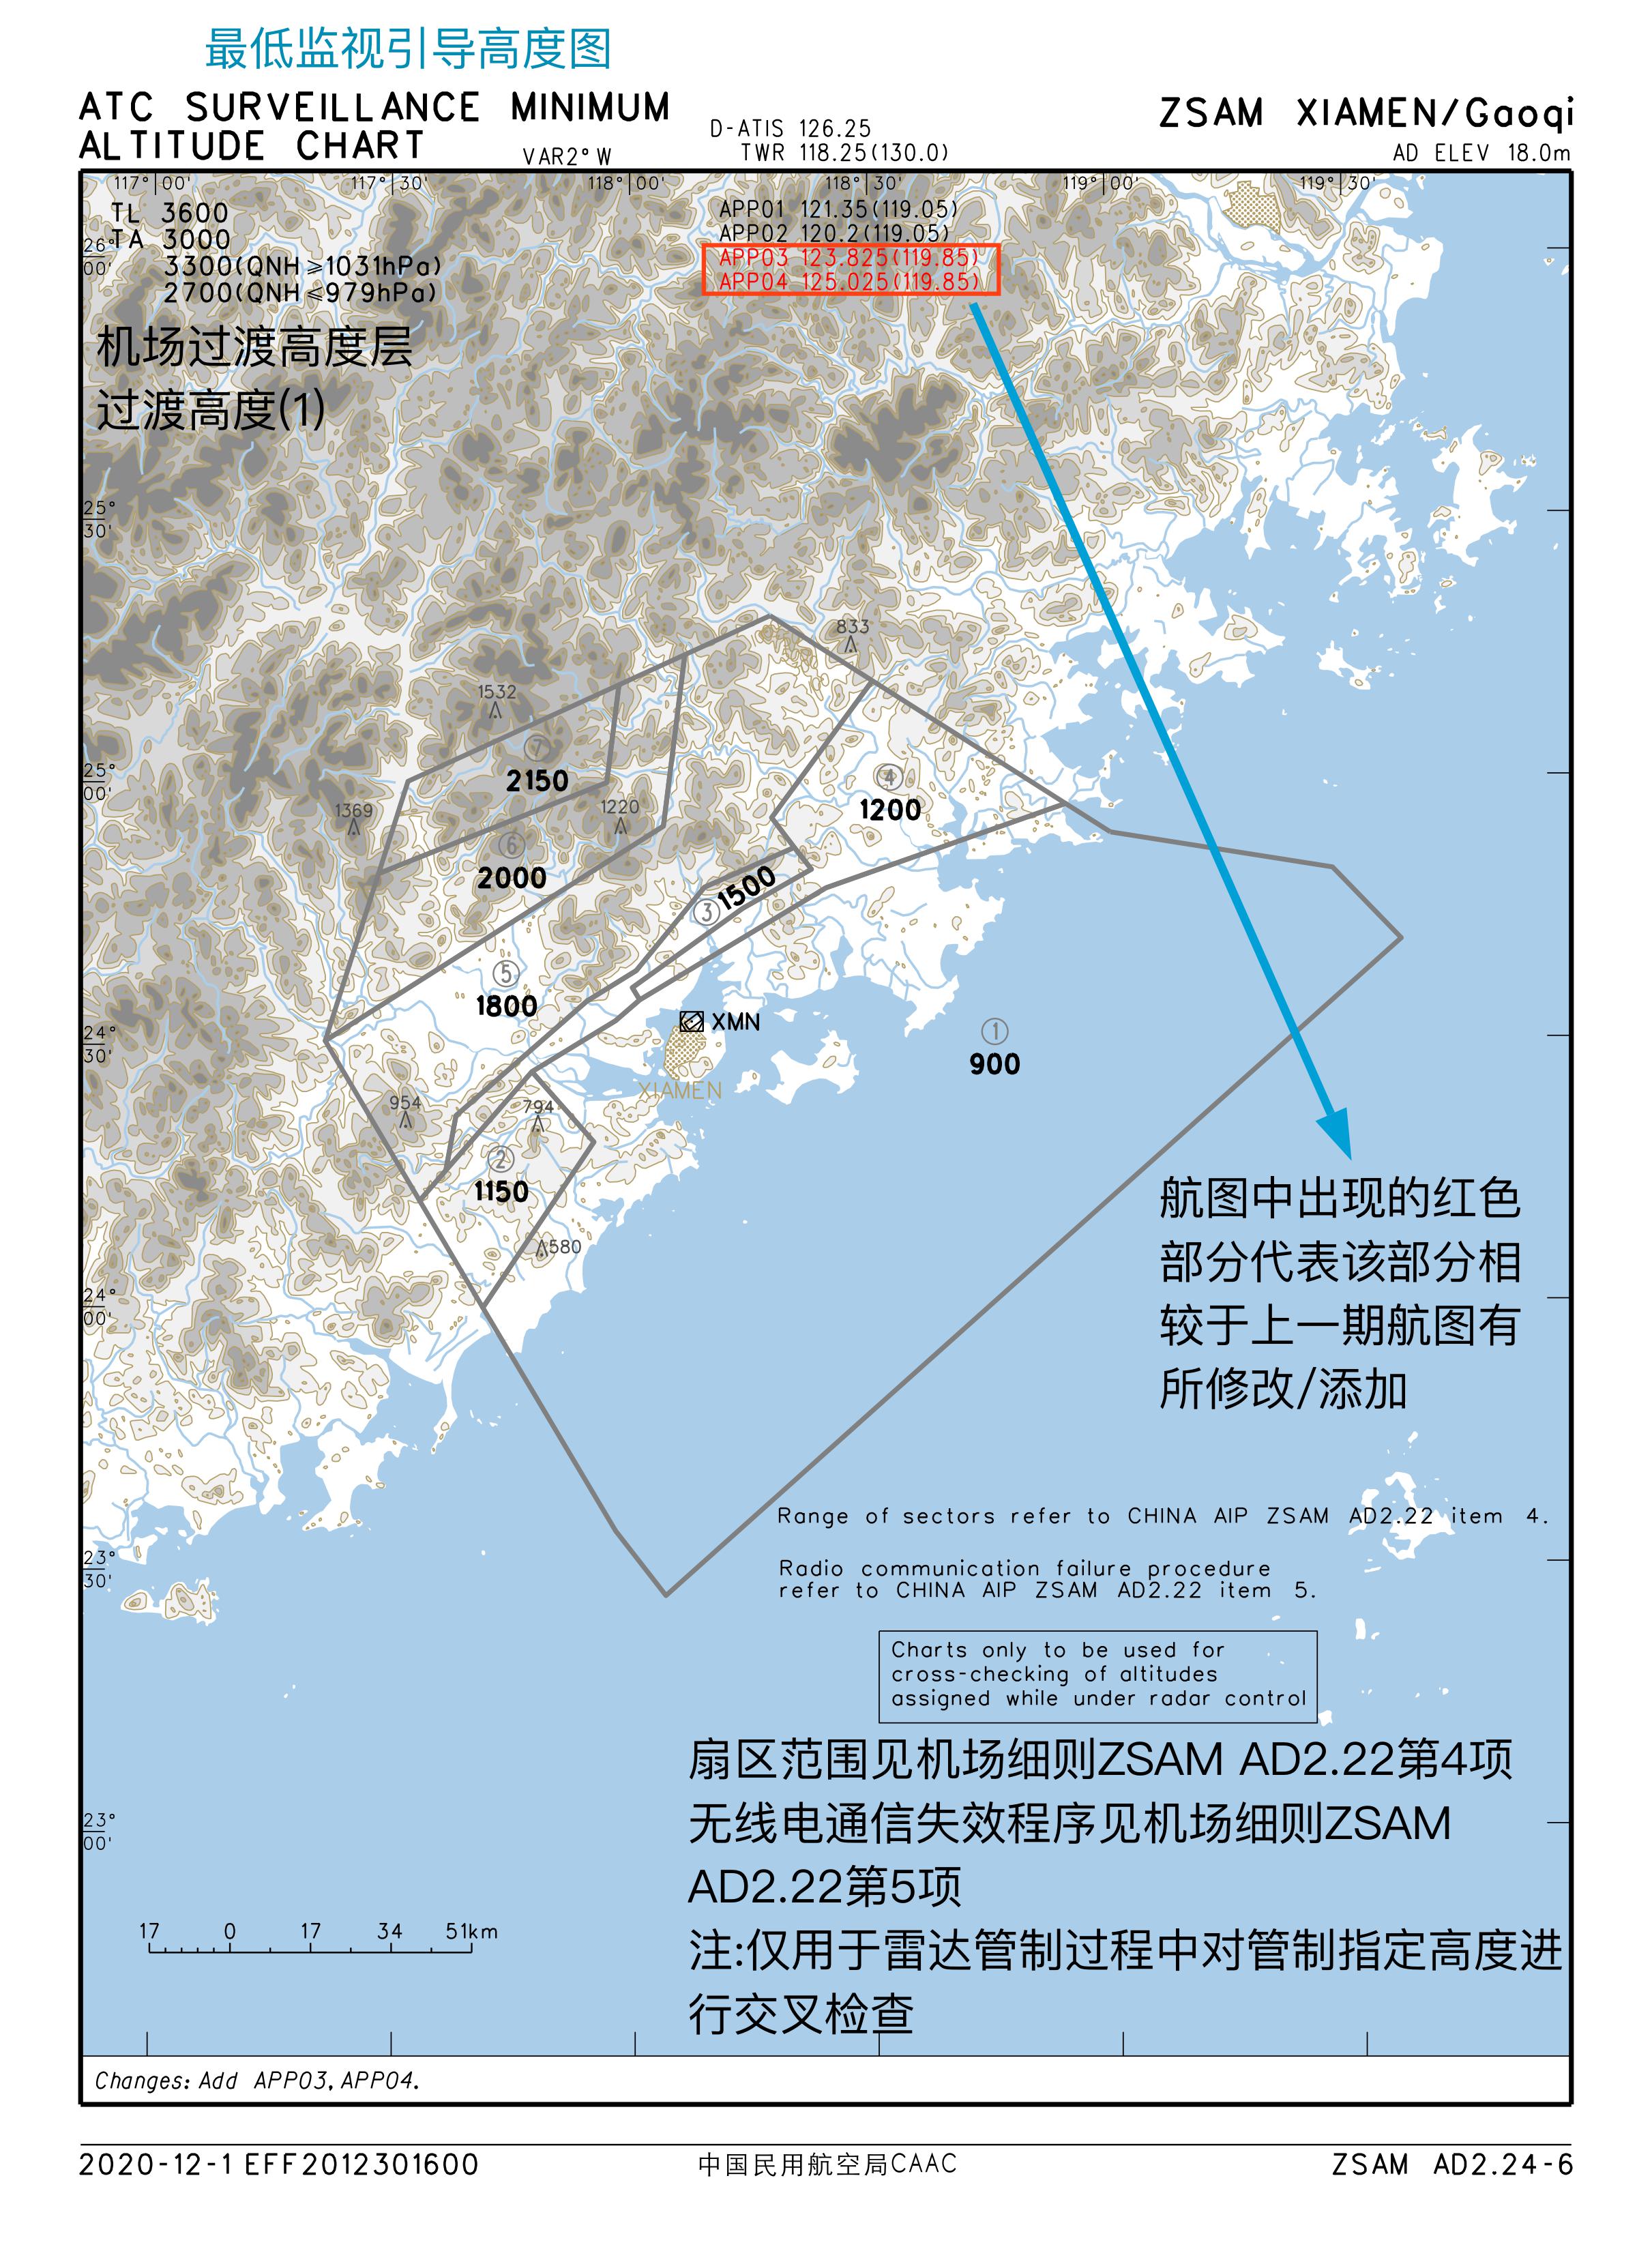 最低监视引导高度图
ATC SURVEILLANCE MINIMUM
ALTITUDE CHART
VAR2° W
D-ATIS 126.25
TWR 118.25(130.0)
ZSAM XIAMEN/Gaoqi
AD ELEV 18.0m
117° 00'
117° 30'
118° 00'
118° 30'
119° 00'
119° 30'
TL 3600
TA 3000
3300(QNH ⩾1031hPa)
2700(QNH ⩽979hPa)
APP01 121.35(119.05)
APP02 120.2(119.05)
APP03 123.825(119.85)
APP04 125.025(119.85)
26°
00'
机场过渡高度层
过渡高度(1)
25°
30'
833
1532
⑦
2150
25°
00'
④
1200
1369
1220
⑥
2000
③
1500
⑤
1800
XMN
①
900
24°
30'
XIAMEN
954
794
②
1150
580
航图中出现的红色
部分代表该部分相
较于上一期航图有
所修改/添加
24°
00'
Range of sectors refer to CHINA AIP ZSAM AD2.22 item 4.
23°
30'
Radio communication failure procedure
refer to CHINA AIP ZSAM AD2.22 item 5.
Charts only to be used for
cross-checking of altitudes
assigned while under radar control
扇区范围见机场细则ZSAM AD2.22第4项
无线电通信失效程序见机场细则ZSAM
AD2.22第5项
注:仅用于雷达管制过程中对管制指定高度进
行交叉检查
23°
00'
17 0 17 34 51km
Changes: Add APP03, APP04.
2020-12-1 EFF2012301600
中国民用航空局CAAC
ZSAM AD2.24-6